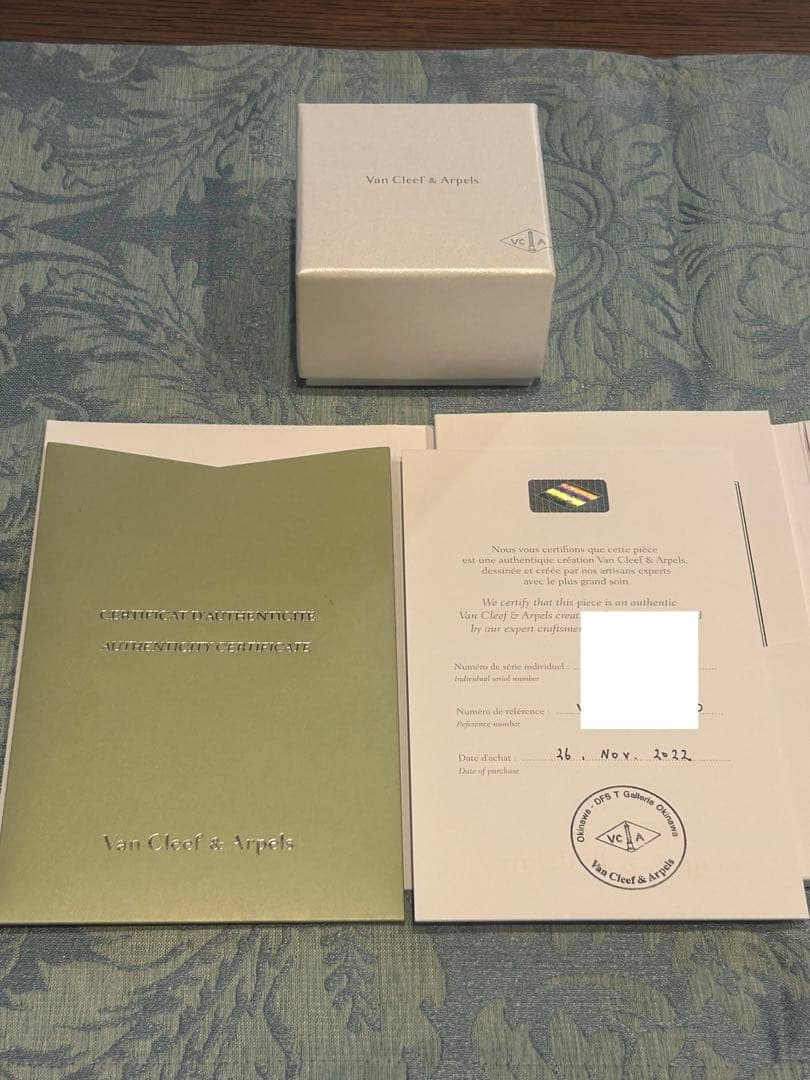 Van Cleef & Arpels
VC A
CERTIFICAT D'AUTHENTICITÉ
AUTHENTICITY CERTIFICATE
Van Cleef & Arpels
Nous vous certifions que cette pièce
est une authentique création Van Cleef & Arpels,
dessinée et créée par nos artisans experts
avec le plus grand soin.
We certify that this piece is an authentic
Van Cleef & Arpels
by our expert
Numéro de série individuel :
Individual serial number
Numéro de référence :
Reference number
Date d'achat : 26, Nov. 2022
Date of purchase
Okinawa - DFS T Galleria Okinawa
VC A
Van Cleef & Arpels